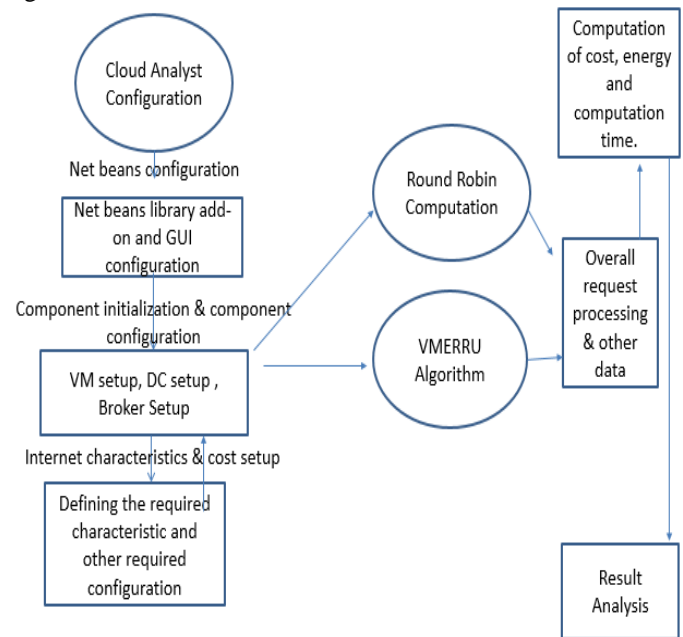 Cloud Analyst
Configuration
Net beans configuration
Net beans library add-
on and GUI
configuration
Component initialization & component
configuration
VM setup, DC setup ,
Broker Setup
Internet characteristics & cost setup
Defining the required
characteristic and
other required
configuration
Round Robin
Computation
VMERRU
Algorithm
Overall
request
processing
& other
data
Computation
of cost, energy
and
computation
time.
Result
Analysis